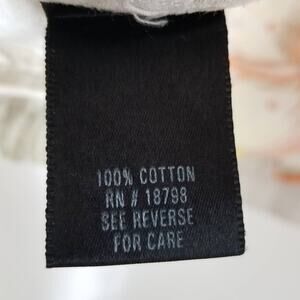 100% COTTON
RN # 18798
SEE REVERSE
FOR CARE